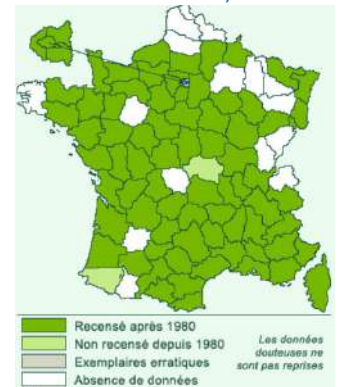 Recensé après 1980
Non recensé depuis 1980
Exemplaires erratiques
Absence de données
Les données
douteuses ne
sont pas reprises